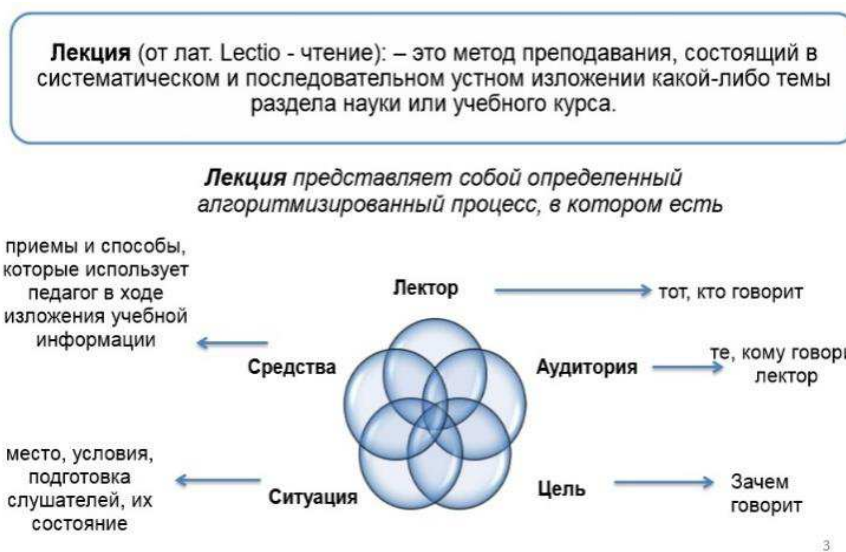 Лекция (от лат. Lectio - чтение): – это метод преподавания, состоящий в
систематическом и последовательном устном изложении какой-либо темы
раздела науки или учебного курса.
Лекция представляет собой определенный
алгоритмизированный процесс, в котором есть
приемы и способы,
которые использует
педагог в ходе
изложения учебной
информации
Лектор
тот, кто говорит
Средства
Аудитория
те, кому говори
лектор
место, условия,
подготовка
слушателей, их
состояние
Ситуация
Цель
Зачем
говорит
3